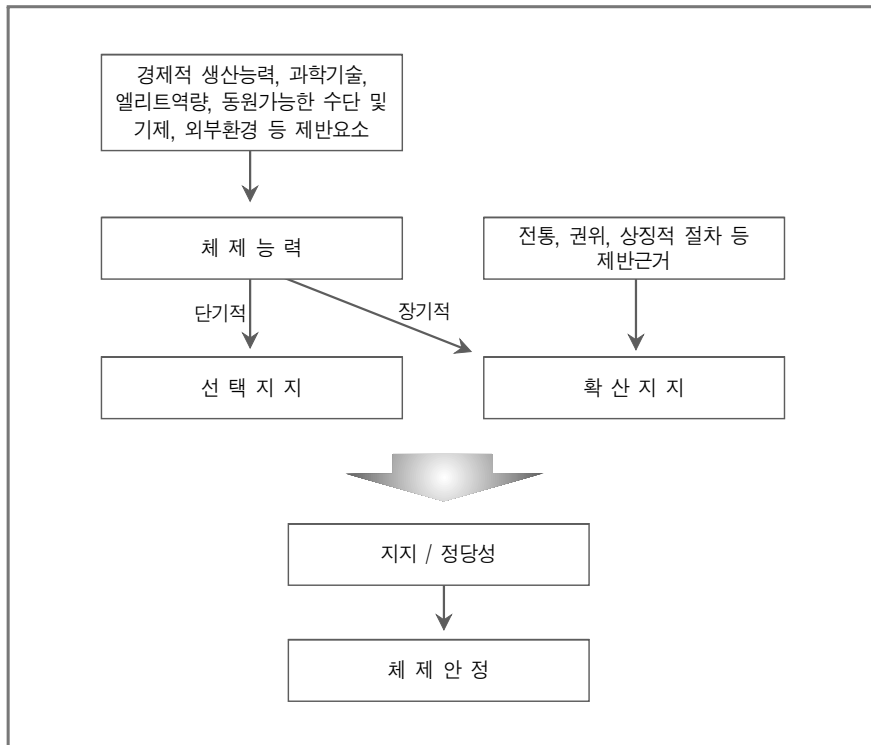 경제적 생산능력, 과학기술,
엘리트역량, 동원가능한 수단 및
기제, 외부환경 등 제반요소
체 제 능 력
전통, 권위, 상징적 절차 등
제반근거
단기적
장기적
선 택 지 지
확 산 지 지
지지 / 정당성
체 제 안 정